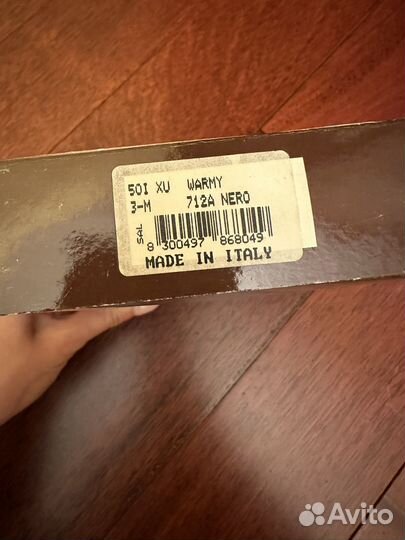 50I XU WARMY
3-M 712A NERO
SAL
8 300497 868049
MADE IN ITALY
Avito